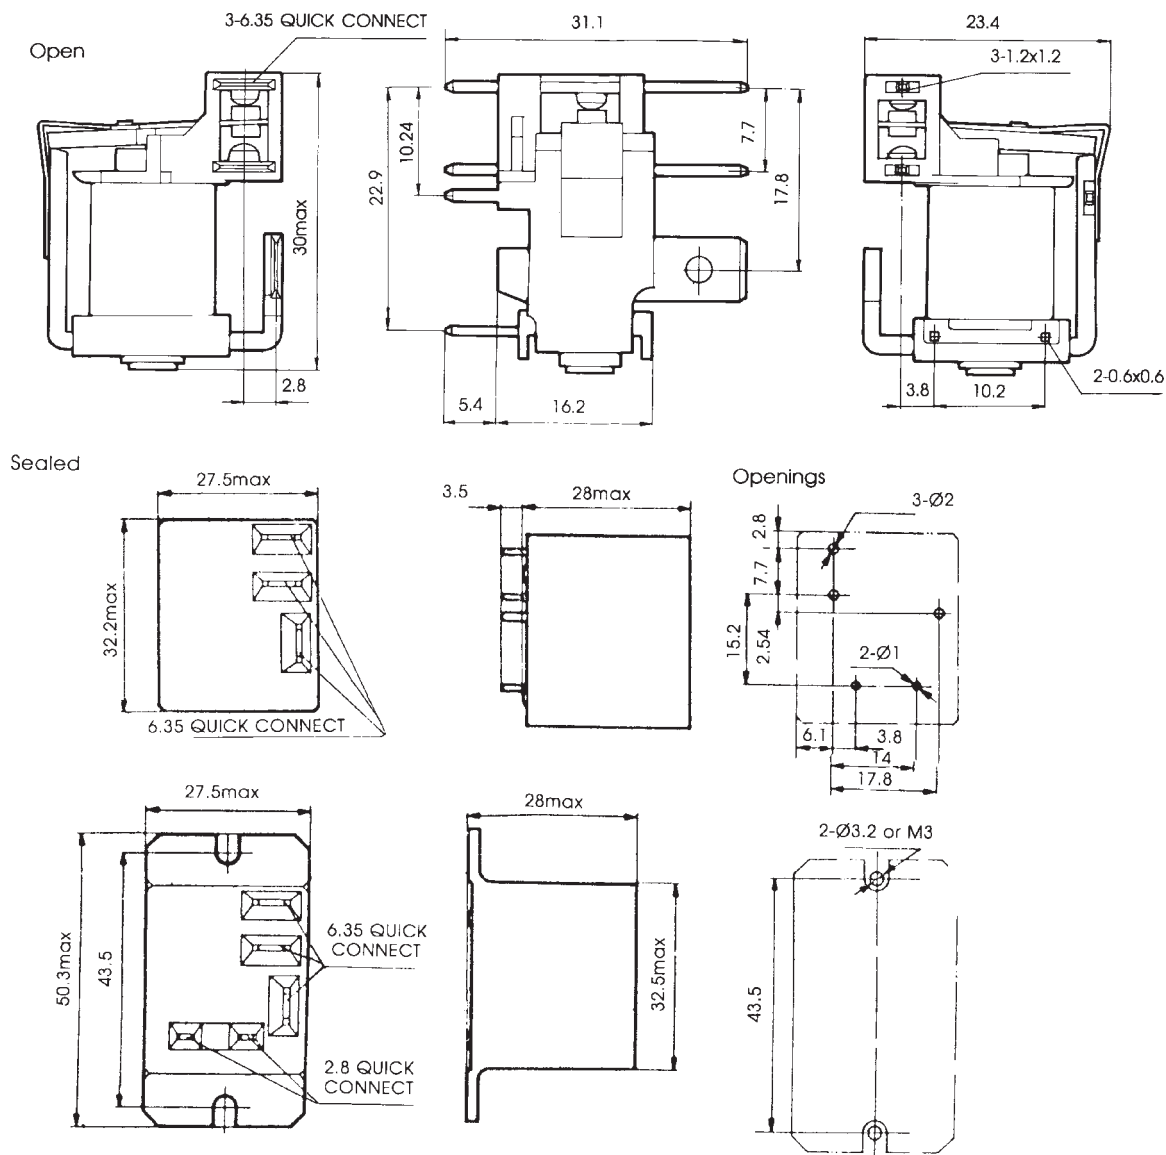 3-6.35 QUICK CONNECT
31.1
23.4
Open
3-1.2x1.2
10.24
22.9
30max
7.7
17.8
2.8
5.4
16.2
3.8
10.2
2-0.6x0.6
Sealed
27.5max
3.5
28max
Openings
3-Ø2
2.8
7.7
32.2max
15.2
2.54
2-Ø1
6.35 QUICK CONNECT
6.1
3.8
14
17.8
27.5max
28max
2-Ø3.2 or M3
50.3max
43.5
6.35 QUICK
CONNECT
32.5max
43.5
2.8 QUICK
CONNECT